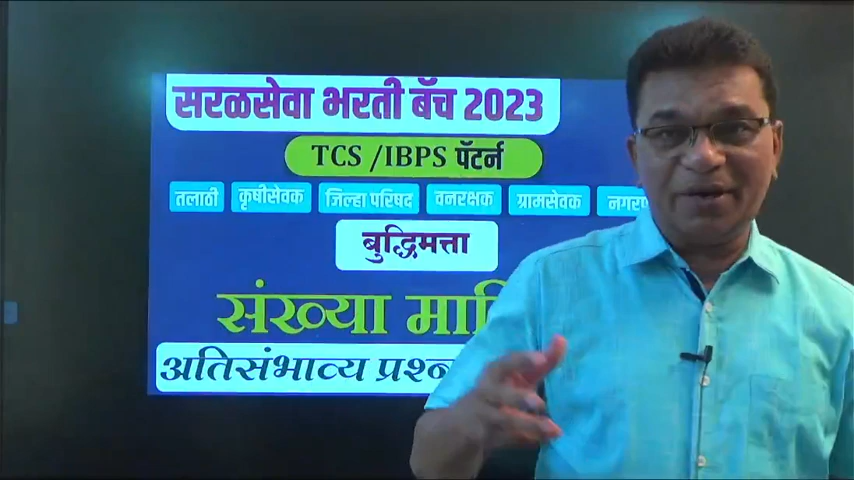 सरळसेवा भरती बॅच 2023
TCS /IBPS पॅटर्न
तलाठी कृषीसेवक जिल्हा परिषद वनरक्षक ग्रामसेवक
बुद्धिमत्ता
संख्या
अतिसंभाव्य